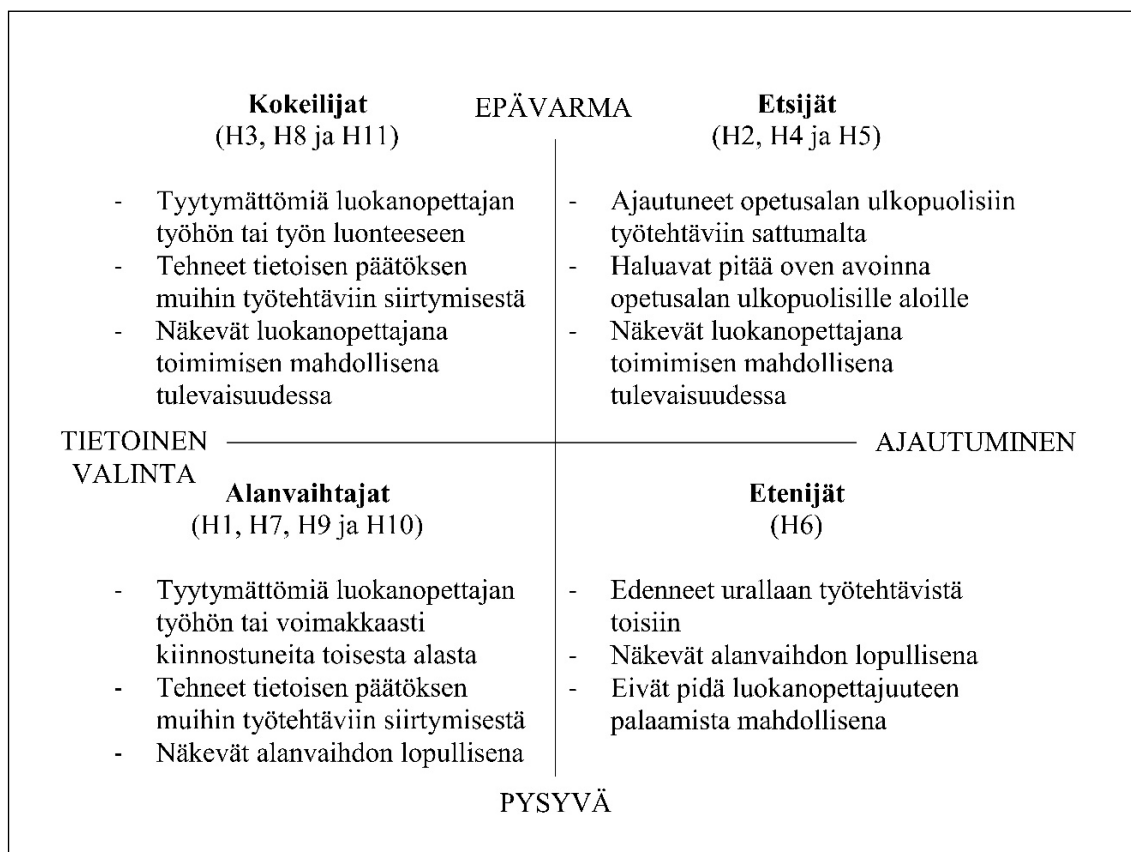 Kokeilijat
(H3, H8 ja H11)
- Tyytymättömiä luokanopettajan
työhön tai työn luonteeseen
- Tehneet tietoisen päätöksen
muihin työtehtäviin siirtymisestä
- Näkevät luokanopettajana
toimimisen mahdollisena
tulevaisuudessa
EPÄVARMA
Etsijät
(H2, H4 ja H5)
- Ajautuneet opetusalan ulkopuolisiin
työtehtäviin sattumalta
- Haluavat pitää oven avoinna
opetusalan ulkopuolisille aloille
- Näkevät luokanopettajana
toimimisen mahdollisena
tulevaisuudessa
TIETOINEN
VALINTA
AJAUTUMINEN
Alanvaihtajat
(H1, H7, H9 ja H10)
- Tyytymättömiä luokanopettajan
työhön tai voimakkaasti
kiinnostuneita toisesta alasta
- Tehneet tietoisen päätöksen
muihin työtehtäviin siirtymisestä
- Näkevät alanvaihdon lopullisena
Etenijät
(H6)
- Edenneet urallaan työtehtävistä
toisiin
- Näkevät alanvaihdon lopullisena
- Eivät pidä luokanopettajuuteen
palaamista mahdollisena
PYSYVÄ